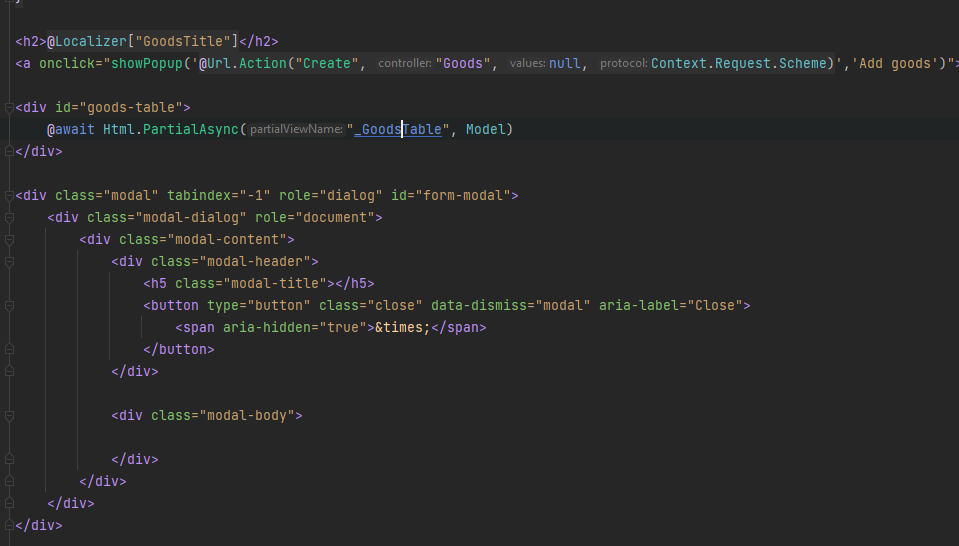 }
<h2>@Localizer["GoodsTitle"]</h2>
<a onclick="showPopup('@Url.Action("Create", controller:"Goods", values:null, protocol:Context.Request.Scheme)','Add goods')">
<div id="goods-table">
@await Html.PartialAsync( partialViewName:"_GoodsTable", Model)
</div>
<div class="modal" tabindex="-1" role="dialog" id="form-modal">
<div class="modal-dialog" role="document">
<div class="modal-content">
<div class="modal-header">
<h5 class="modal-title"></h5>
<button type="button" class="close" data-dismiss="modal" aria-label="Close">
<span aria-hidden="true">&times;</span>
</button>
</div>
<div class="modal-body">
</div>
</div>
</div>
</div>